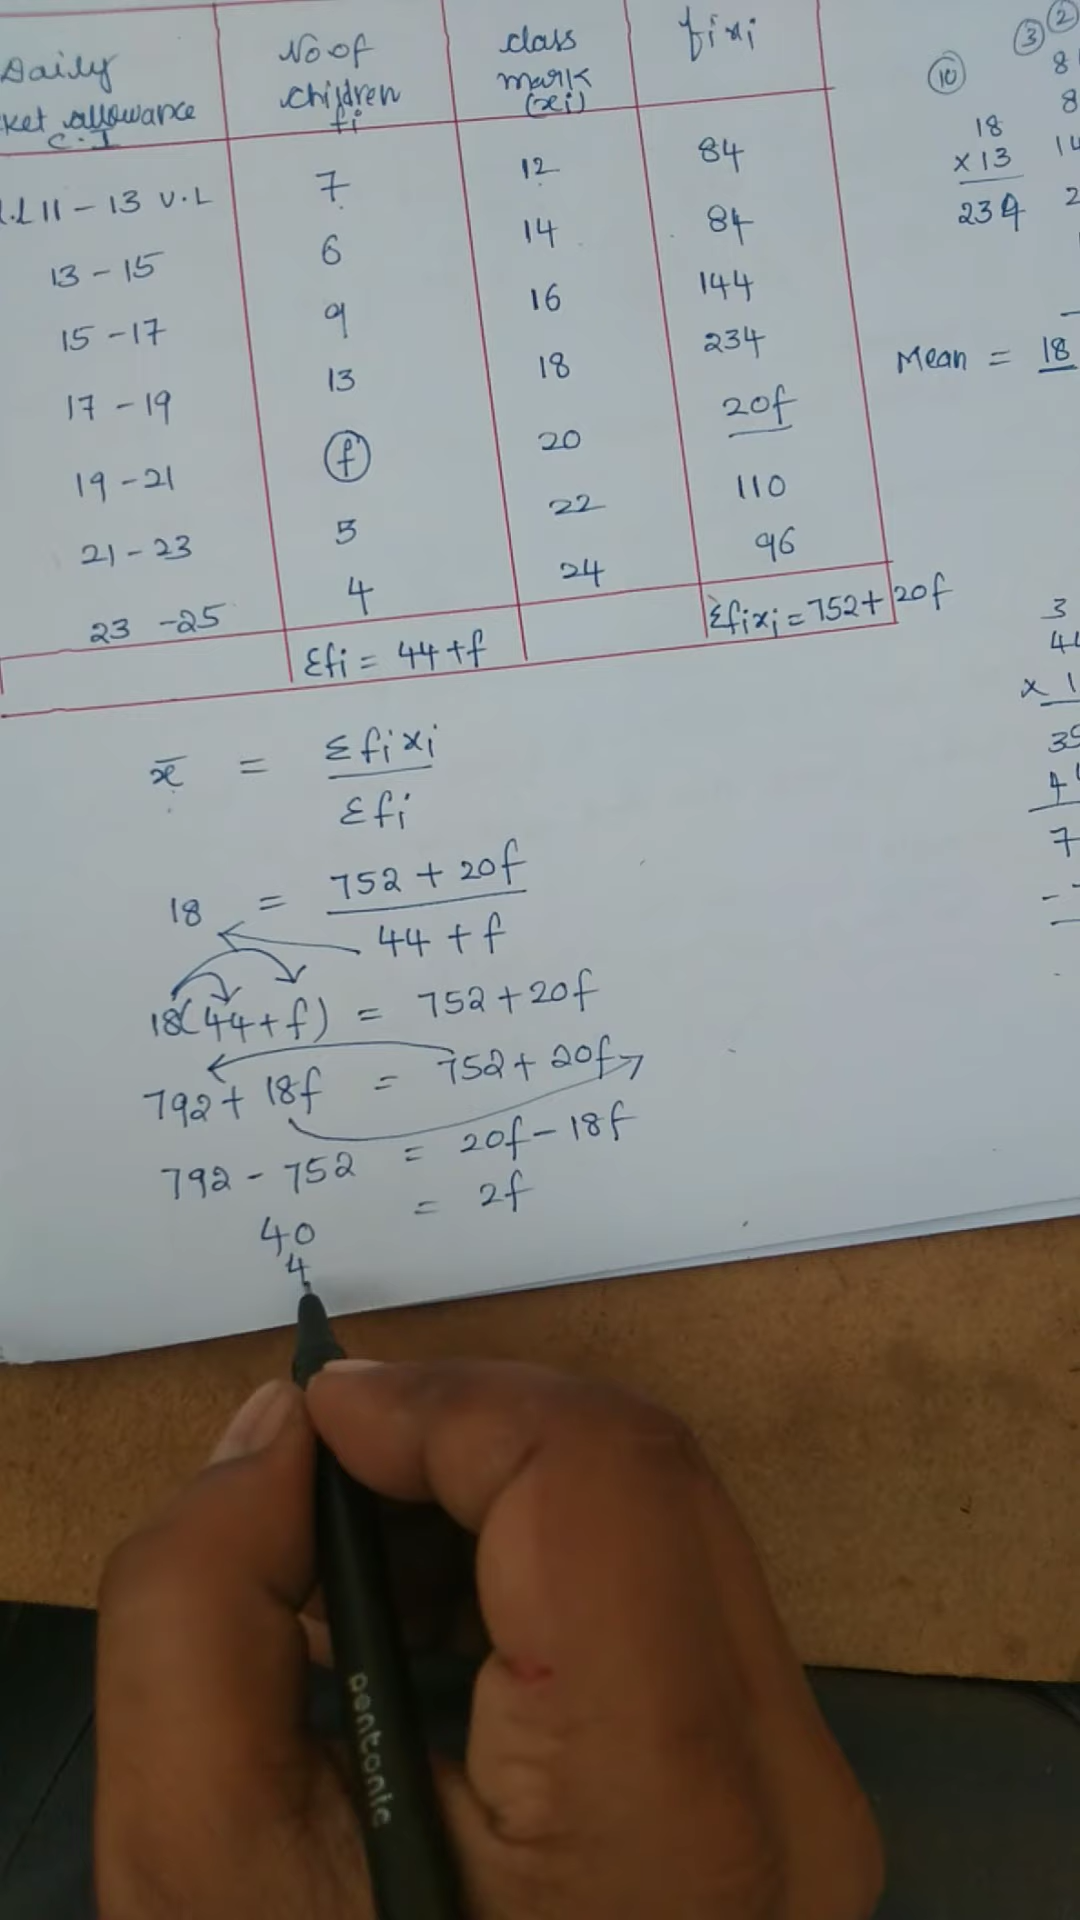 Daily No of class fixi
ket allowance children mark
C.I fi (xi)
11 - 13 U.L 7 12 84
13 - 15 6 14 84
15 - 17 9 16 144
17 - 19 13 18 234
19 - 21 f 20 20f
21 - 23 5 22 110
23 - 25 4 24 96
Σfi = 44 + f Σfixi = 752 + 20f
10 3 2
18
x 13
234
Mean = 18
x̄ = Σfixi
Σfi
18 = 752 + 20f
44 + f
18(44 + f) = 752 + 20f
792 + 18f = 752 + 20f
792 - 752 = 20f - 18f
40 = 2f
4
pentonic